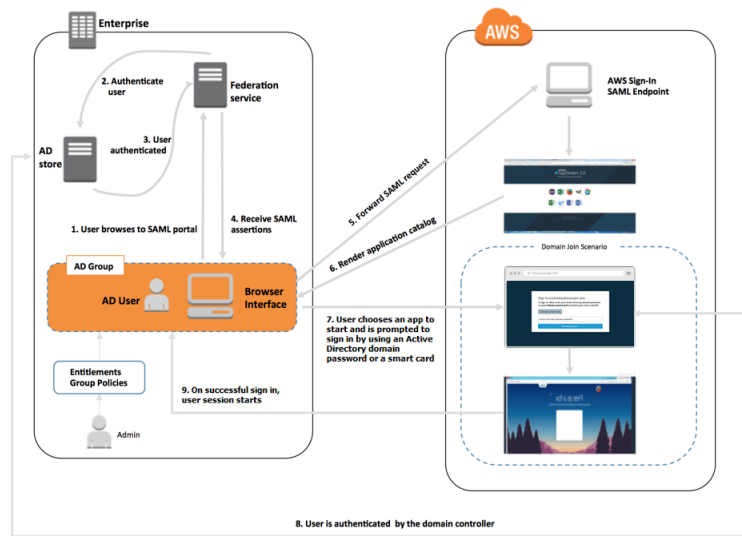 Enterprise
AWS
2. Authenticate
user
Federation
service
AWS Sign-In
SAML Endpoint
3. User
authenticated
AD
store
1. User browses to SAML portal
4. Receive SAML
assertions
5. Forward SAML request
6. Render application catalog
Domain Join Scenario
AD Group
AD User
Browser
Interface
7. User chooses an app to
start and is prompted to
sign in by using an Active
Directory domain
password or a smart card
Entitlements
Group Policies
9. On successful sign in,
user session starts
Admin
8. User is authenticated by the domain controller